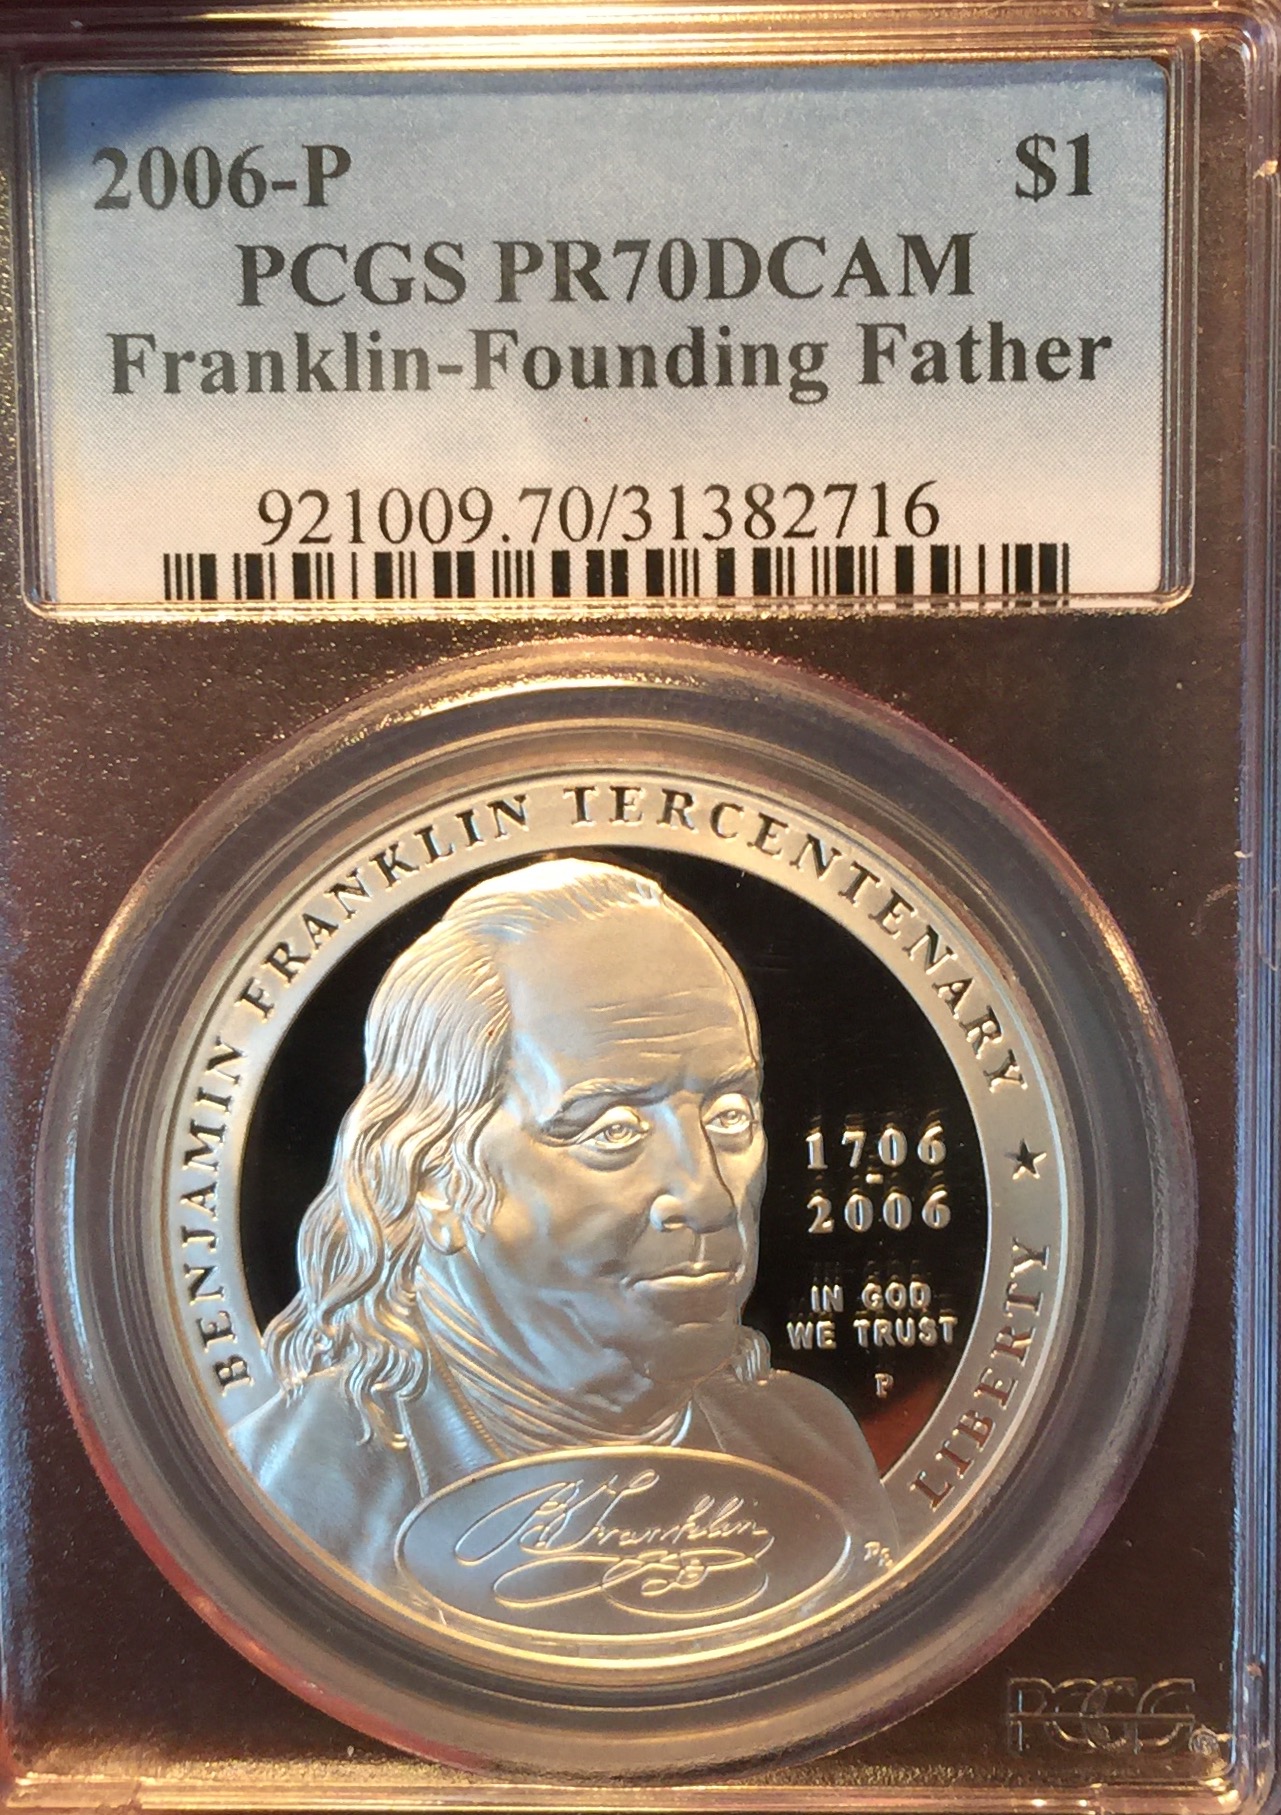 2006-P $1
PCGS PR70DCAM
Franklin-Founding Father
921009.70/31382716
BENJAMIN FRANKLIN TERCENTENARY ★ LIBERTY
1706
-
2006
IN GOD
WE TRUST
P
B Franklin
PCGS